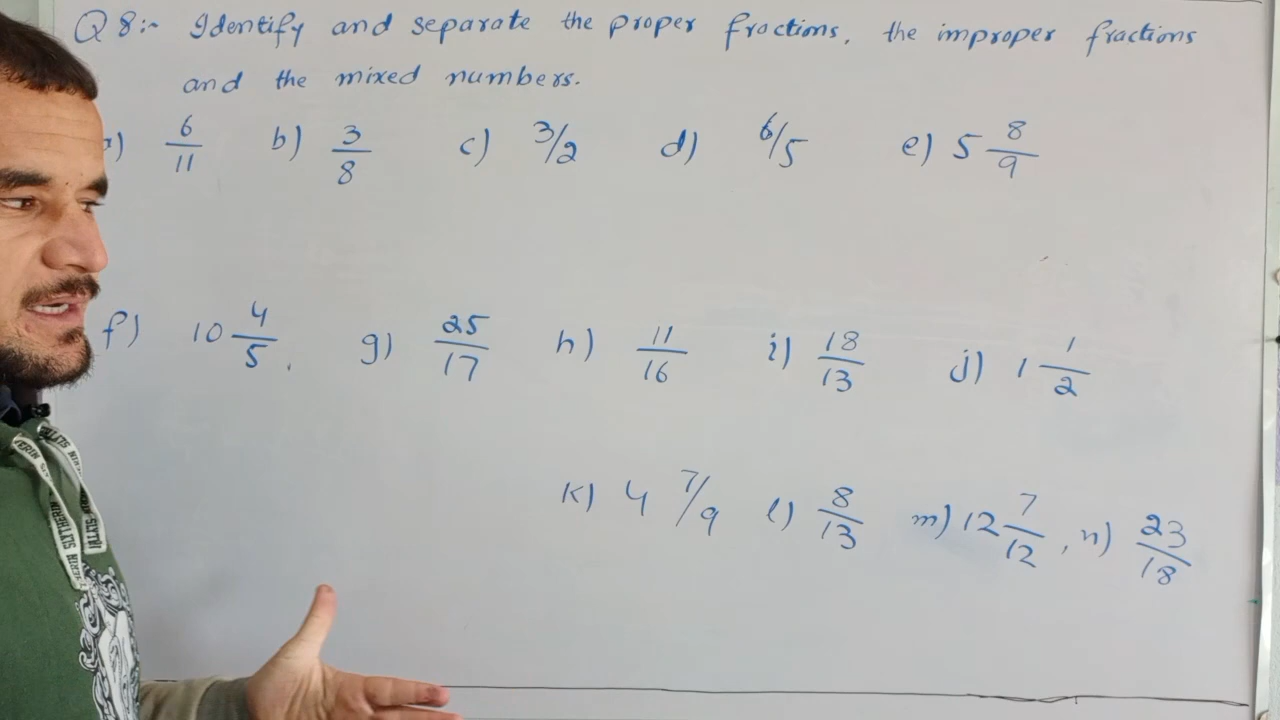 Q 8:- Identify and separate the proper fractions, the improper fractions
and the mixed numbers.
a) 6/11 b) 3/8 c) 3/2 d) 6/5 e) 5 8/9
f) 10 4/5, g) 25/17 h) 11/16 i) 18/13 j) 1 1/2
k) 4 7/9 l) 8/13 m) 12 7/12, n) 23/18
SLYTHERIN